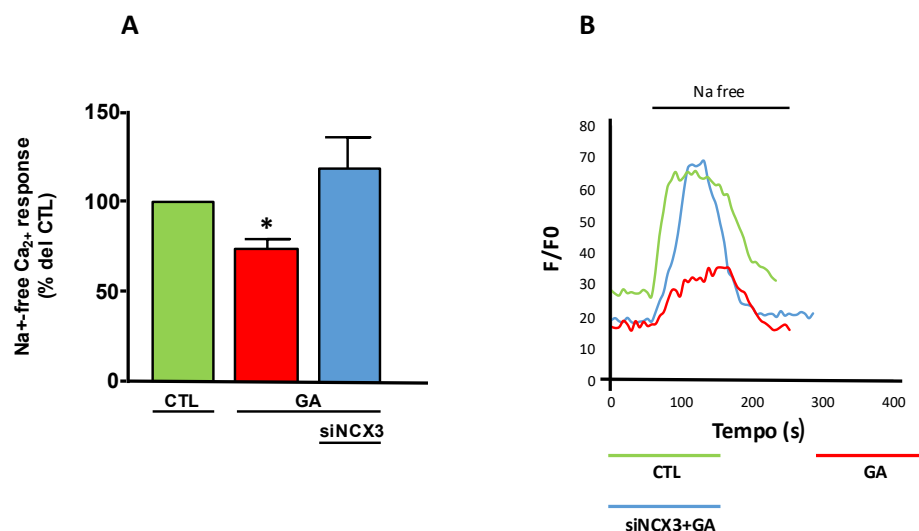 A
B
Na+-free Ca2+ response
(% del CTL)
150
100
50
0
*
CTL
GA
siNCX3
Na free
F/F0
80
70
60
50
40
30
20
10
0
0 100 200 300 400
Tempo (s)
CTL
GA
siNCX3+GA